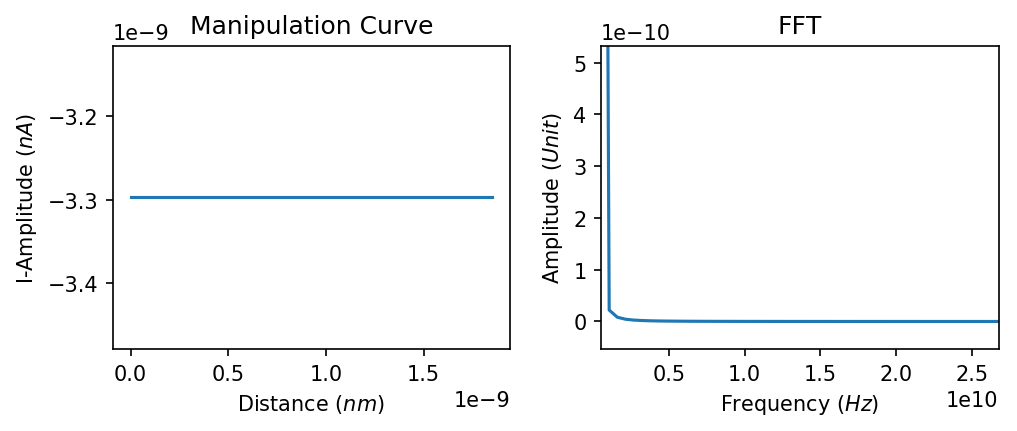 Manipulation Curve
1e−9
−3.2
−3.3
−3.4
I-Amplitude (nA)
0.0 0.5 1.0 1.5
1e−9
Distance (nm)
FFT
1e−10
5
4
3
2
1
0
Amplitude (Unit)
0.5 1.0 1.5 2.0 2.5
1e10
Frequency (Hz)